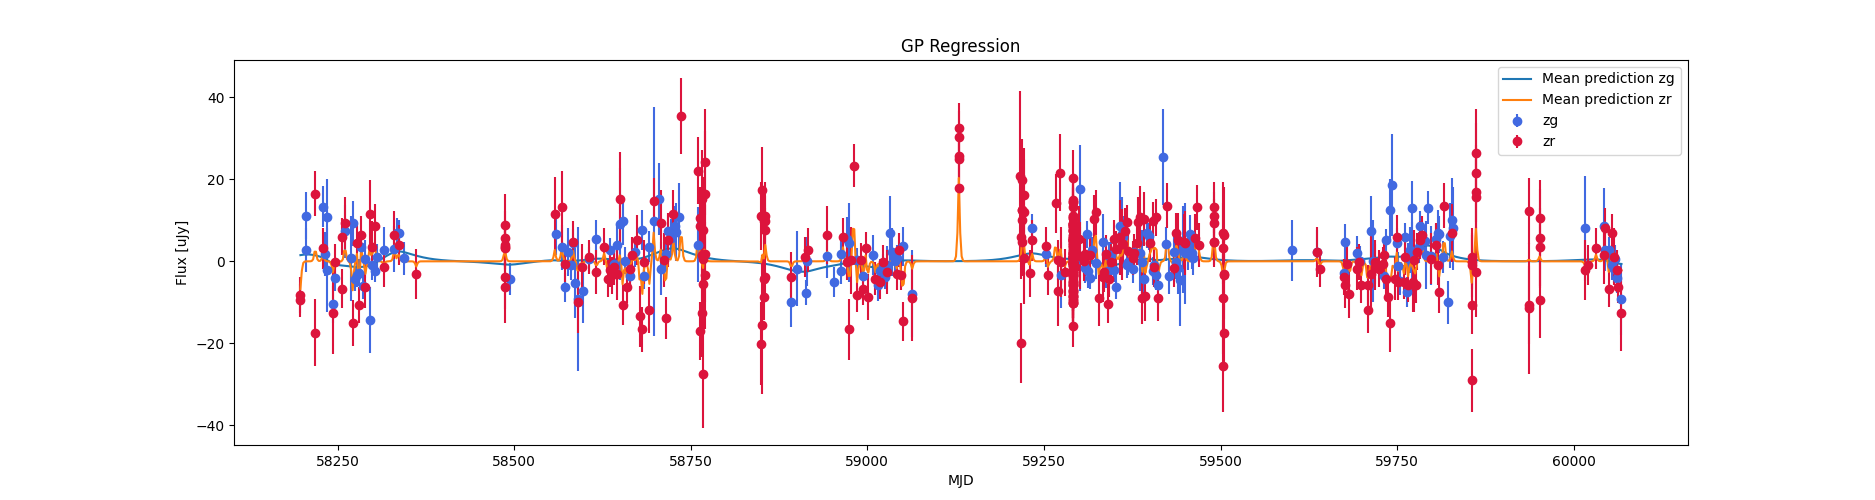 GP Regression
Mean prediction zg
Mean prediction zr
zg
zr
Flux [uJy]
40
20
0
−20
−40
58250
58500
58750
59000
59250
59500
59750
60000
MJD